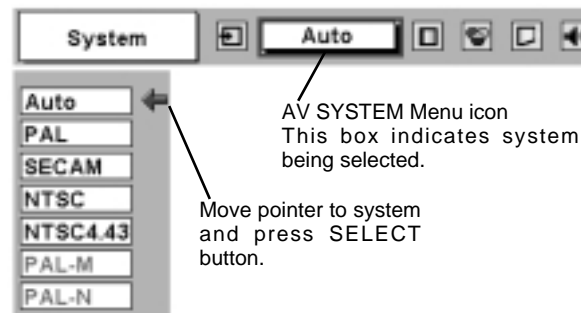 System
Auto
Auto
PAL
SECAM
NTSC
NTSC4.43
PAL-M
PAL-N
AV SYSTEM Menu icon
This box indicates system
being selected.
Move pointer to system
and press SELECT
button.